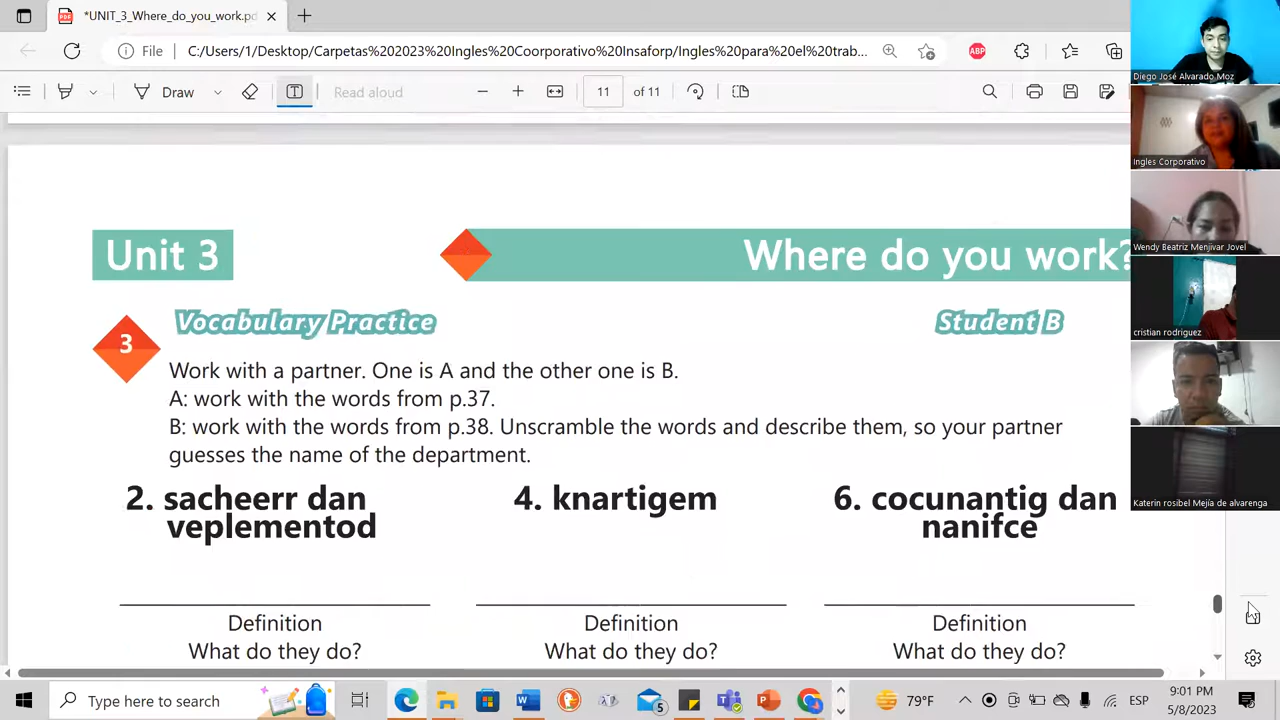 *UNIT_3_Where_do_you_work.pd
File
C:/Users/1/Desktop/Carpetas%202023%20Ingles%20Coorporativo%20Insaforp/Ingles%20para%20el%20trab...
ABP
Draw
Read aloud
11
of 11
Unit 3
Where do you work?
3
Vocabulary Practice
Student B
Work with a partner. One is A and the other one is B.
A: work with the words from p.37.
B: work with the words from p.38. Unscramble the words and describe them, so your partner
guesses the name of the department.
2. sacheerr dan
veplementod
4. knartigem
6. cocunantig dan
nanifce
Definition
What do they do?
Definition
What do they do?
Definition
What do they do?
Diego José Alvarado Moz
Ingles Corporativo
Wendy Beatriz Menjivar Jovel
cristian rodriguez
Katerin rosibel Mejía de alvarenga
Type here to search
5
79°F
ESP
9:01 PM
5/8/2023